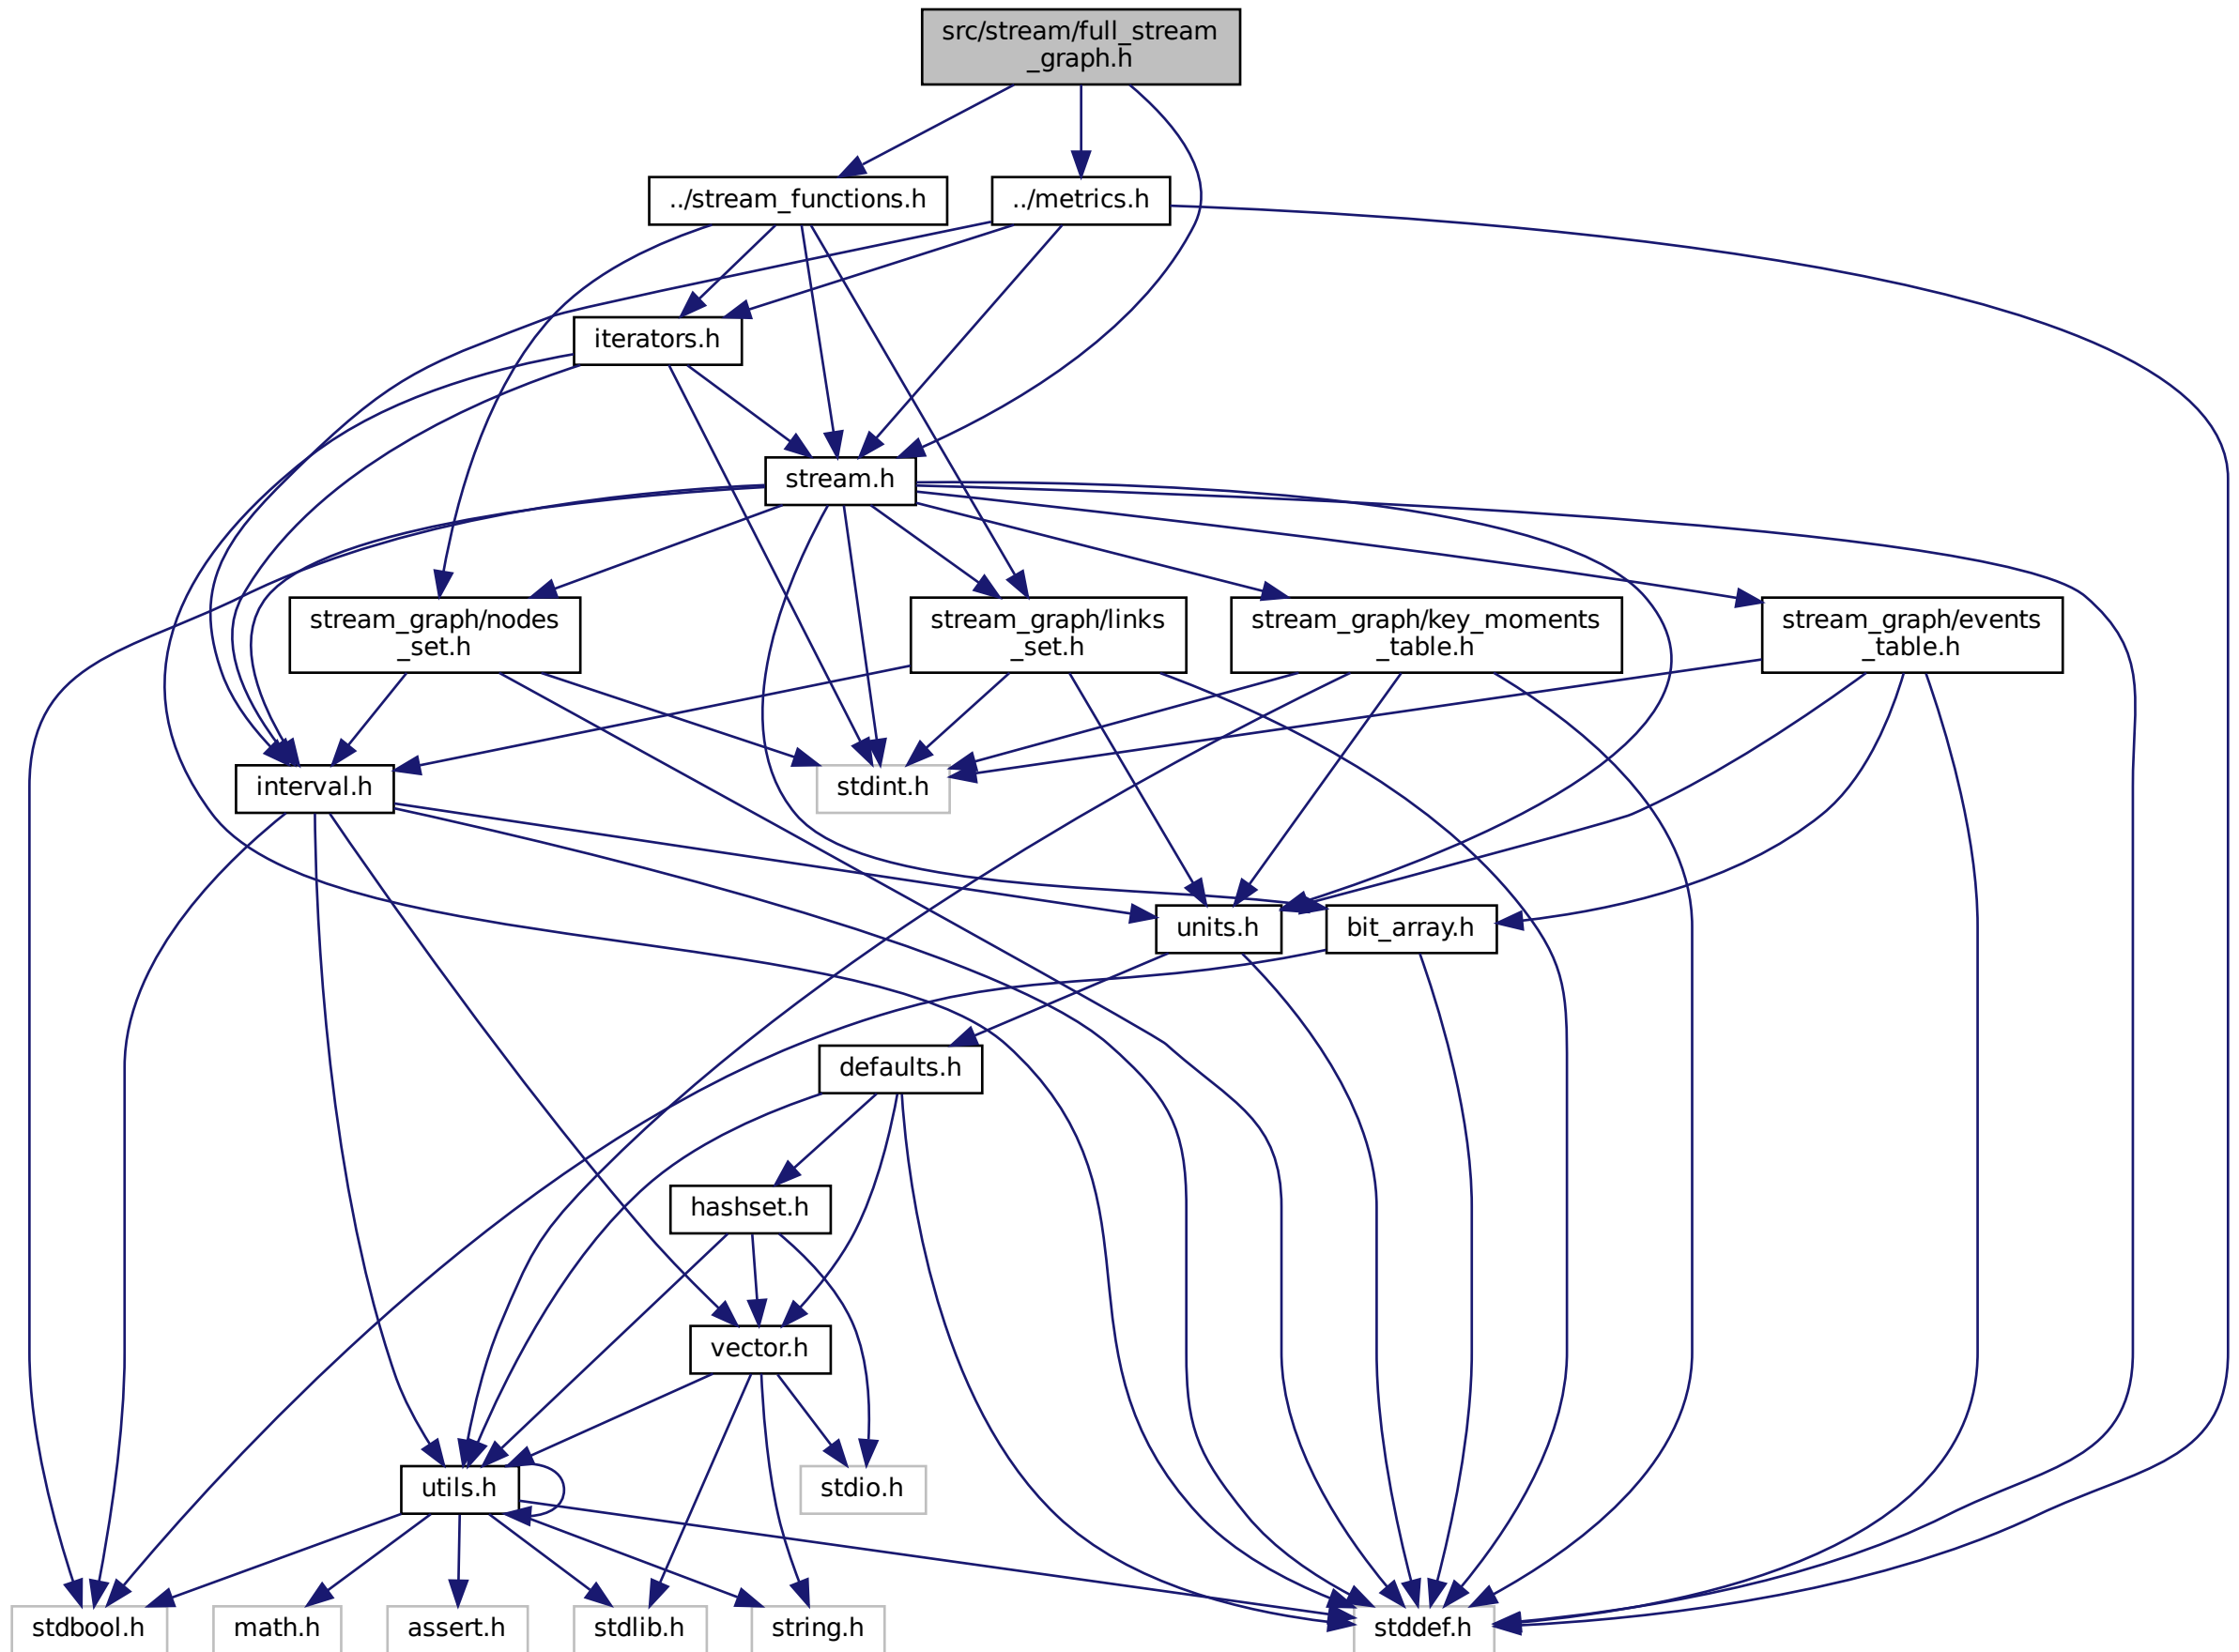 src/stream/full_stream
_graph.h
../stream_functions.h
../metrics.h
iterators.h
stream.h
stream_graph/nodes
_set.h
stream_graph/links
_set.h
stream_graph/key_moments
_table.h
stream_graph/events
_table.h
interval.h
stdint.h
units.h
bit_array.h
defaults.h
hashset.h
vector.h
utils.h
stdio.h
stdbool.h
math.h
assert.h
stdlib.h
string.h
stddef.h